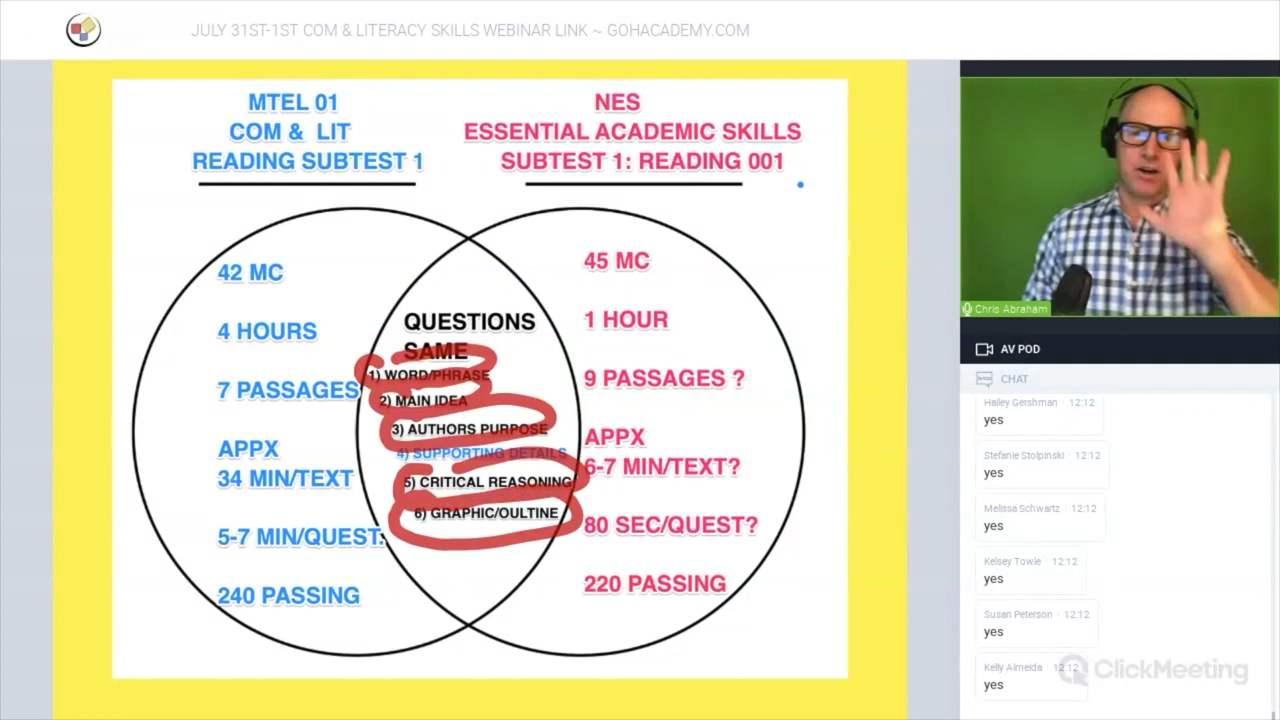 JULY 31ST-1ST COM & LITERACY SKILLS WEBINAR LINK ~ GOHACADEMY.COM
MTEL 01
COM & LIT
READING SUBTEST 1
NES
ESSENTIAL ACADEMIC SKILLS
SUBTEST 1: READING 001
42 MC
4 HOURS
7 PASSAGES
APPX
34 MIN/TEXT
5-7 MIN/QUEST.
240 PASSING
QUESTIONS
SAME
1) WORD/PHRASE
2) MAIN IDEA
3) AUTHORS PURPOSE
4) SUPPORTING DETAILS
5) CRITICAL REASONING
6) GRAPHIC/OULTINE
45 MC
1 HOUR
9 PASSAGES ?
APPX
6-7 MIN/TEXT?
80 SEC/QUEST?
220 PASSING
Chris Abraham
AV POD
CHAT
Hailey Gershman 12:12
yes
Stefanie Stolpinski 12:12
yes
Melissa Schwartz 12:12
yes
Kelsey Towle 12:12
yes
Susan Peterson 12:12
yes
Kelly Almeida 12:12
yes
ClickMeeting